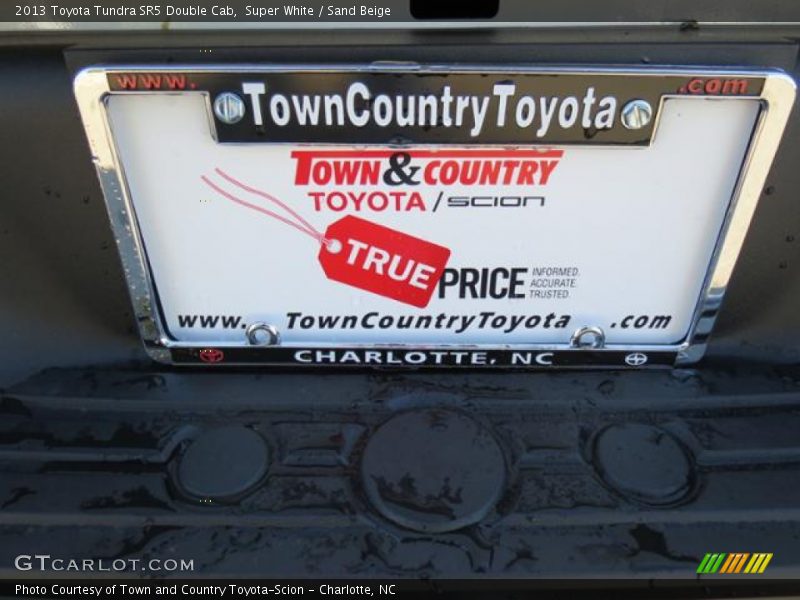 2013 Toyota Tundra SR5 Double Cab, Super White / Sand Beige
www. .com
TownCountryToyota
TOWN & COUNTRY
TOYOTA / SCION
TRUE PRICE
INFORMED.
ACCURATE.
TRUSTED.
www. TownCountryToyota .com
CHARLOTTE, NC
GTCARLOT.COM
Photo Courtesy of Town and Country Toyota-Scion - Charlotte, NC